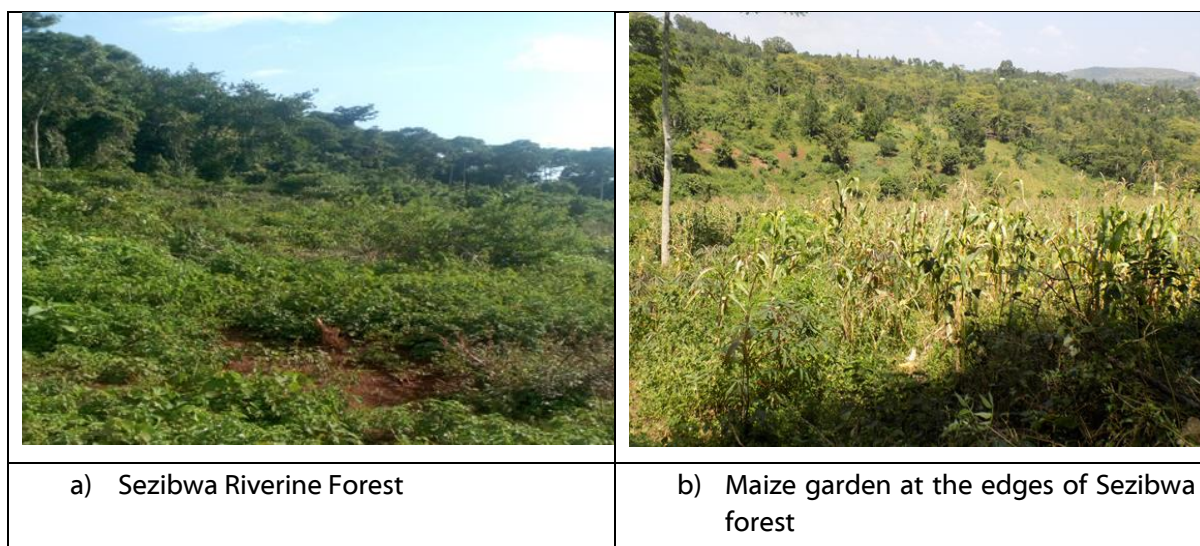 a) Sezibwa Riverine Forest
b) Maize garden at the edges of Sezibwa
forest